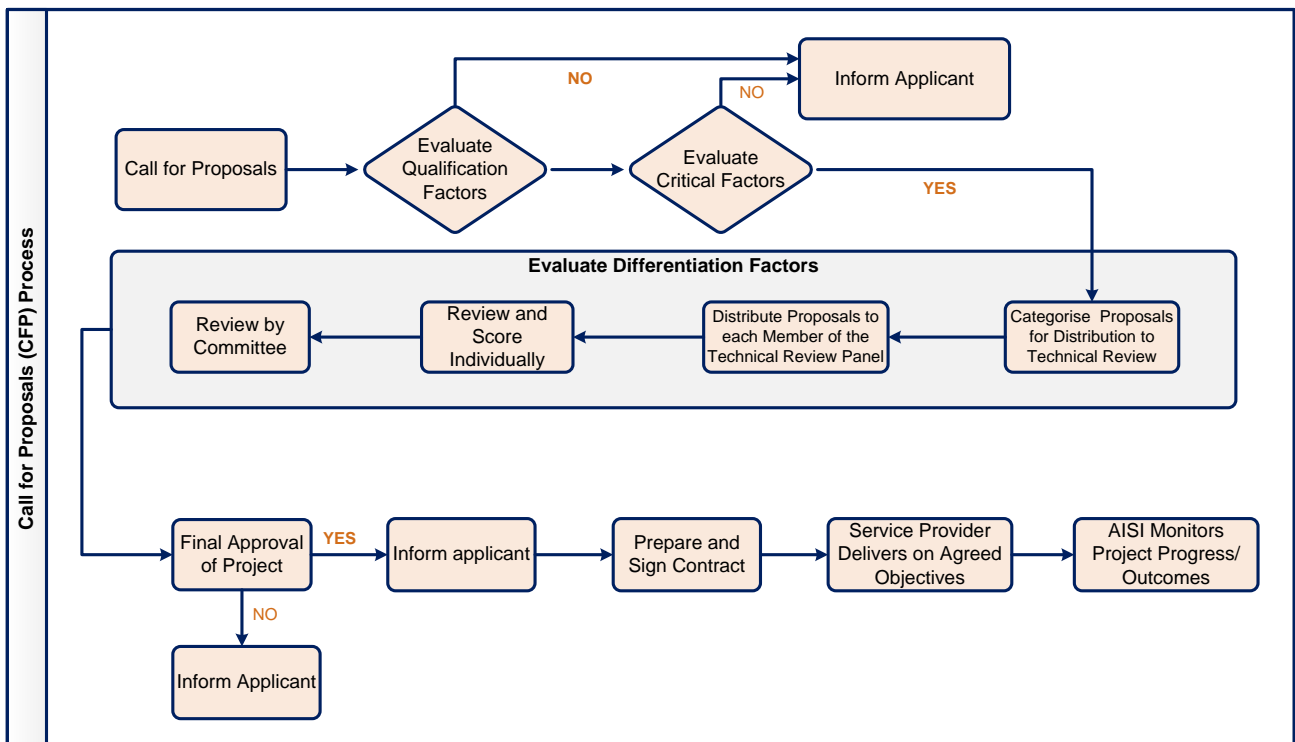 Call for Proposals (CFP) Process
NO
Inform Applicant
NO
Call for Proposals
Evaluate
Qualification
Factors
Evaluate
Critical Factors
YES
Evaluate Differentiation Factors
Review by
Committee
Review and
Score
Individually
Distribute Proposals to
each Member of the
Technical Review Panel
Categorise Proposals
for Distribution to
Technical Review
Final Approval
of Project
YES
Inform applicant
Prepare and
Sign Contract
Service Provider
Delivers on Agreed
Objectives
AISI Monitors
Project Progress/
Outcomes
NO
Inform Applicant